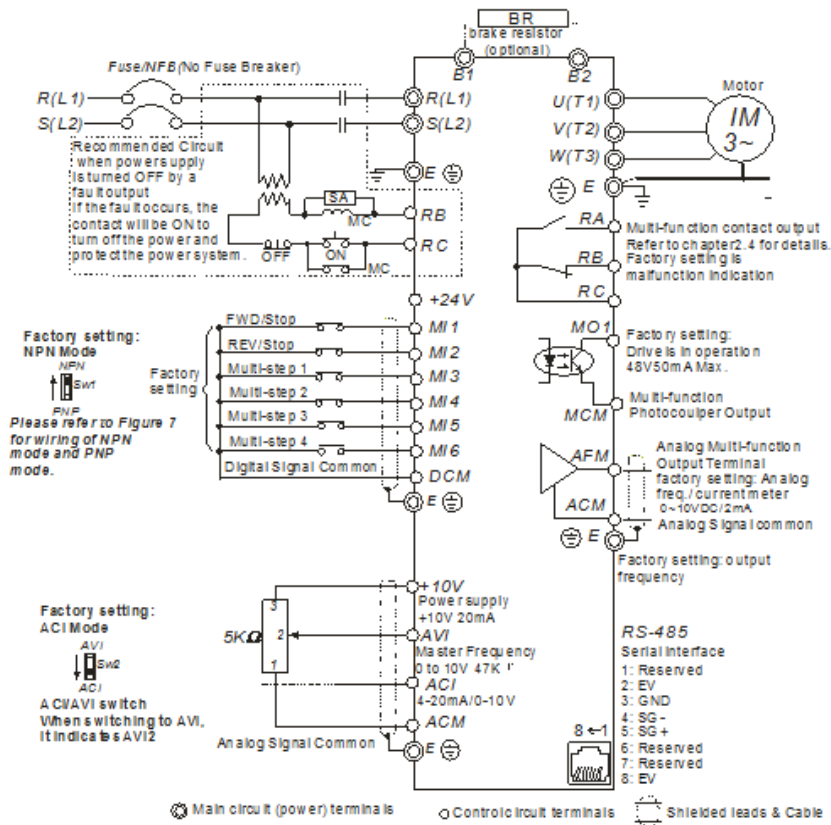 BR
brake resistor
(optional)
B1
B2
Fuse/NFB(No Fuse Breaker)
R(L1)
S(L2)
R(L1)
S(L2)
E
Recommended Circuit
when power supply
is turned OFF by a
fault output
If the fault occurs, the
contact will be ON to
turn off the power and
protect the power system.
SA
MC
OFF
ON
MC
RB
RC
Motor
IM
3~
U(T1)
V(T2)
W(T3)
E
RA
RB
RC
Multi-function contact output
Refer to chapter2.4 for details.
Factory setting is
malfunction indication
+24V
Factory setting:
NPN Mode
NPN
Sw1
PNP
Please refer to Figure 7
for wiring of NPN
mode and PNP
mode.
Factory
setting
FWD/Stop
REV/Stop
Multi-step 1
Multi-step 2
Multi-step 3
Multi-step 4
Digital Signal Common
MI1
MI2
MI3
MI4
MI5
MI6
DCM
E
MO1
Factory setting:
Drive is in operation
48V50mA Max.
Multi-function
Photocoulper Output
MCM
AFM
ACM
E
Analog Multi-function
Output Terminal
factory setting: Analog
freq./ current meter
0~10VDC/2mA
Analog Signal common
Factory setting: output
frequency
Factory setting:
ACI Mode
AVI
Sw2
ACI
ACI/AVI switch
When switching to AVI,
it indicates AVI2
5KΩ
3
2
1
+10V
Power supply
+10V 20mA
AVI
Master Frequency
0 to 10V 47K
ACI
4-20mA/0-10V
ACM
Analog Signal Common
E
RS-485
Serial Interface
1: Reserved
2: EV
3: GND
4: SG-
5: SG+
6: Reserved
7: Reserved
8: EV
8←1
Main circuit (power) terminals
Control circuit terminals
Shielded leads & Cable